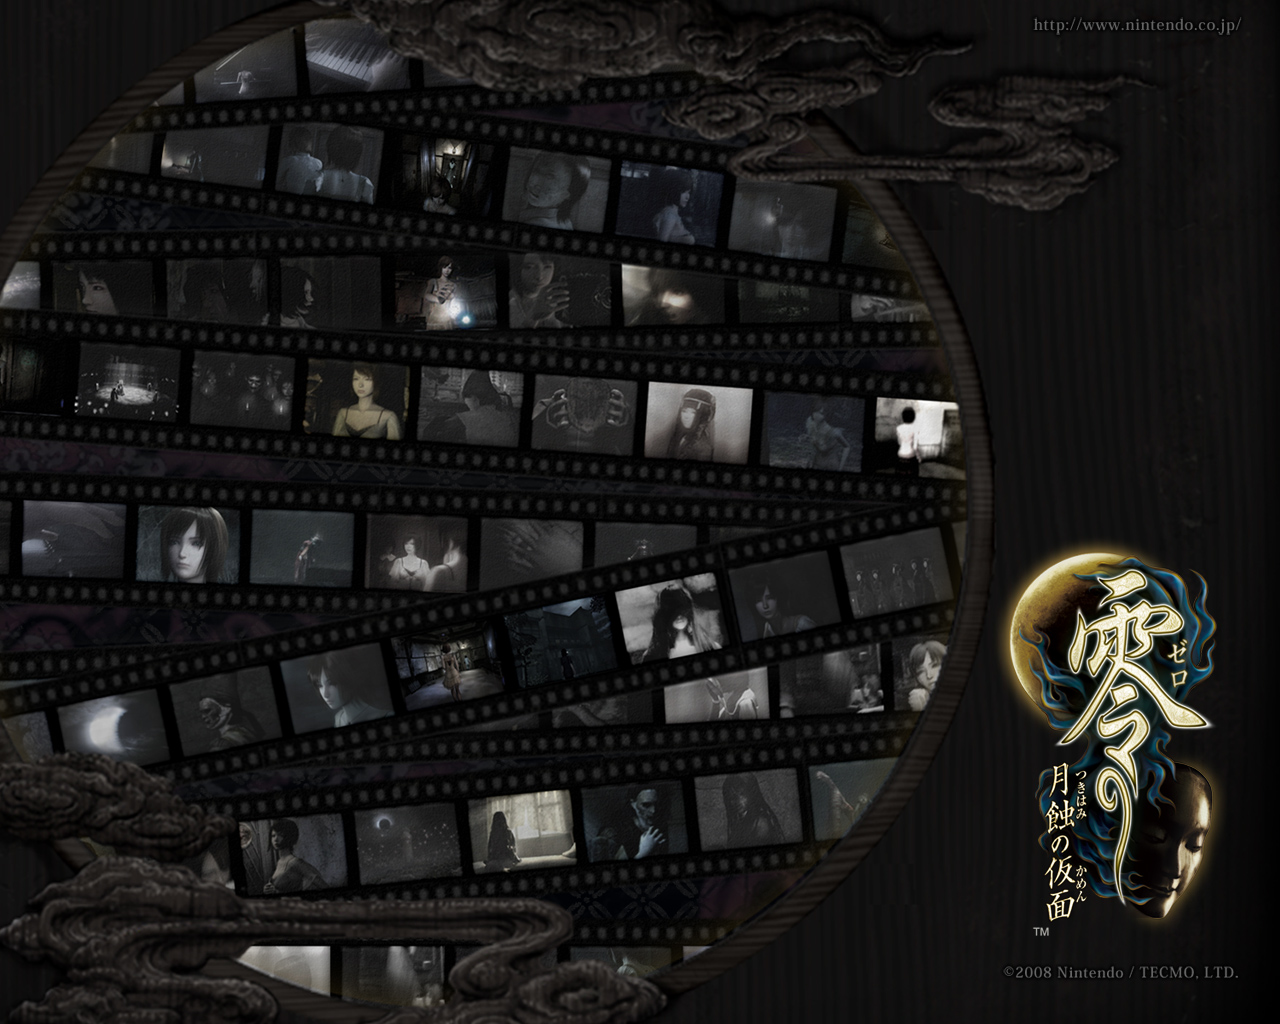 http://www.nintendo.co.jp/
零
ゼロ
月蝕の仮面
つきはみ
かめん
TM
©2008 Nintendo / TECMO, LTD.